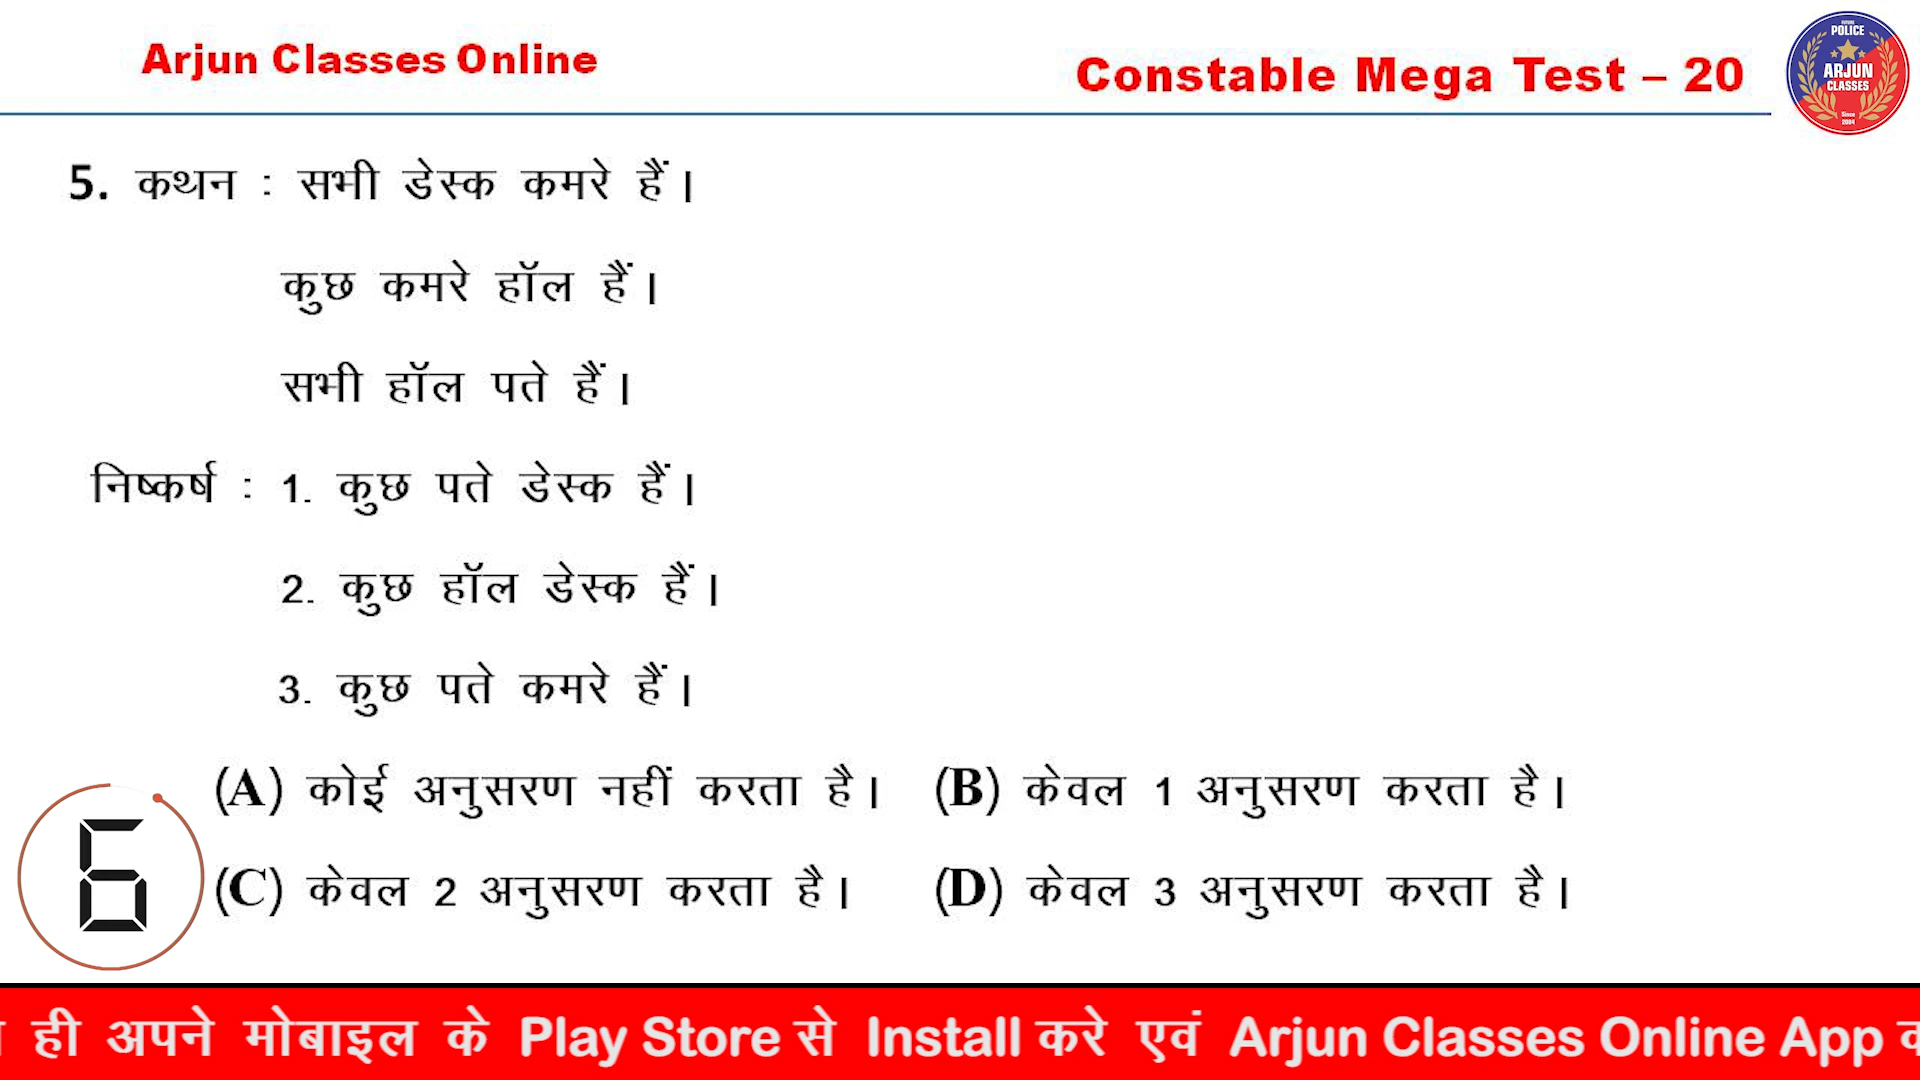 Arjun Classes Online
Constable Mega Test – 20
POLICE
ARJUN
CLASSES
Since
2004
5. कथन : सभी डेस्क कमरे हैं।
कुछ कमरे हॉल हैं।
सभी हॉल पते हैं।
निष्कर्ष : 1. कुछ पते डेस्क हैं।
2. कुछ हॉल डेस्क हैं।
3. कुछ पते कमरे हैं।
(A) कोई अनुसरण नहीं करता है। (B) केवल 1 अनुसरण करता है।
(C) केवल 2 अनुसरण करता है। (D) केवल 3 अनुसरण करता है।
6
ही अपने मोबाइल के Play Store से Install करे एवं Arjun Classes Online App